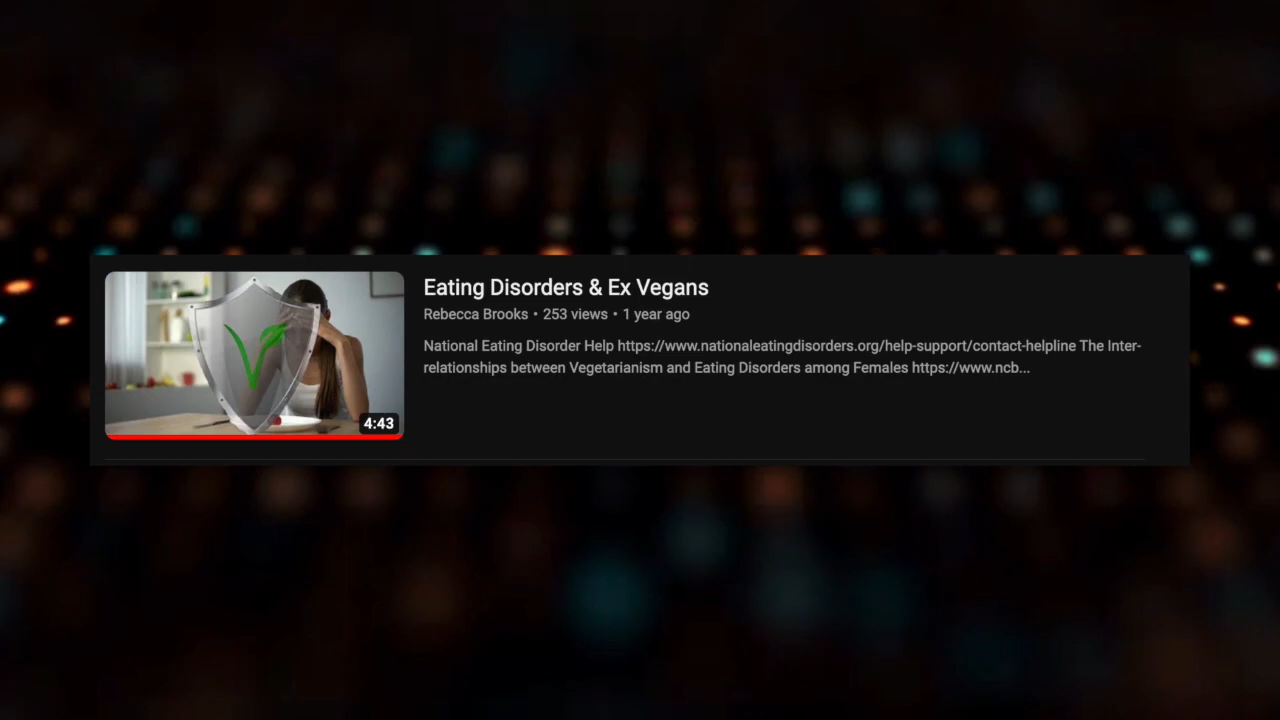 Eating Disorders & Ex Vegans
Rebecca Brooks • 253 views • 1 year ago
National Eating Disorder Help https://www.nationaleatingdisorders.org/help-support/contact-helpline The Inter-
relationships between Vegetarianism and Eating Disorders among Females https://www.ncb...
4:43